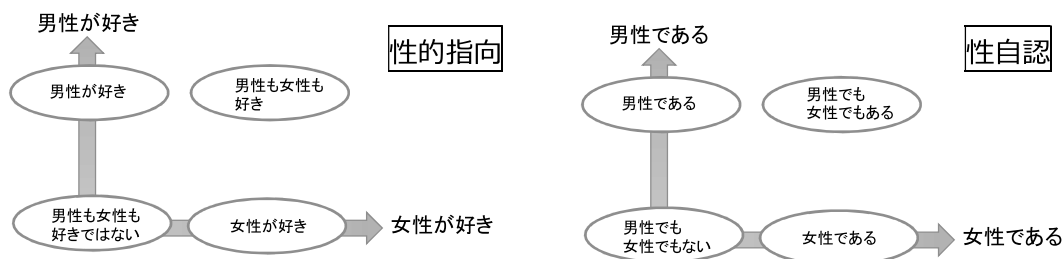 男性が好き
性的指向
男性が好き
男性も女性も
好き
男性も女性も
好きではない
女性が好き
女性が好き
男性である
性自認
男性である
男性でも
女性でもある
男性でも
女性でもない
女性である
女性である